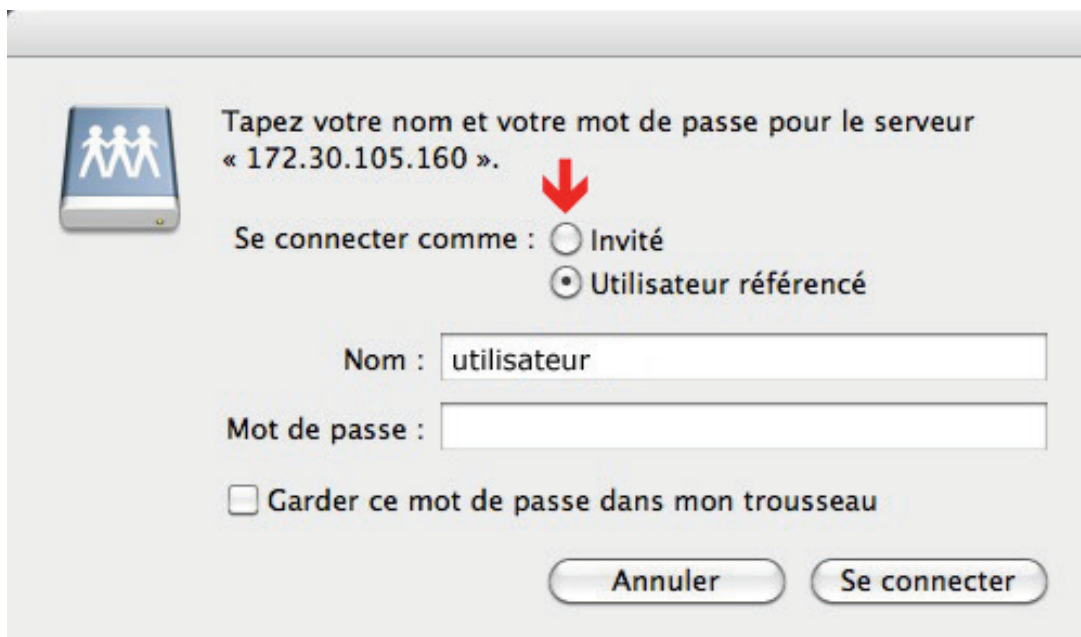 Tapez votre nom et votre mot de passe pour le serveur
« 172.30.105.160 ».
Se connecter comme : Invité
Utilisateur référencé
Nom : utilisateur
Mot de passe :
Garder ce mot de passe dans mon trousseau
Annuler Se connecter